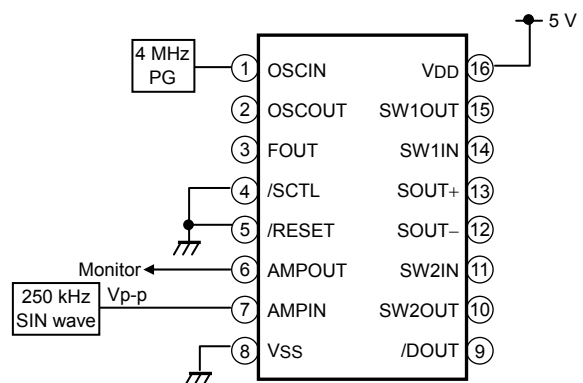 5 V
4 MHz
PG
1 OSCIN VDD 16
2 OSCOUT SW1OUT 15
3 FOUT SW1IN 14
4 /SCTL SOUT+ 13
5 /RESET SOUT− 12
Monitor 6 AMPOUT SW2IN 11
250 kHz
SIN wave
Vp-p 7 AMPIN SW2OUT 10
8 VSS /DOUT 9